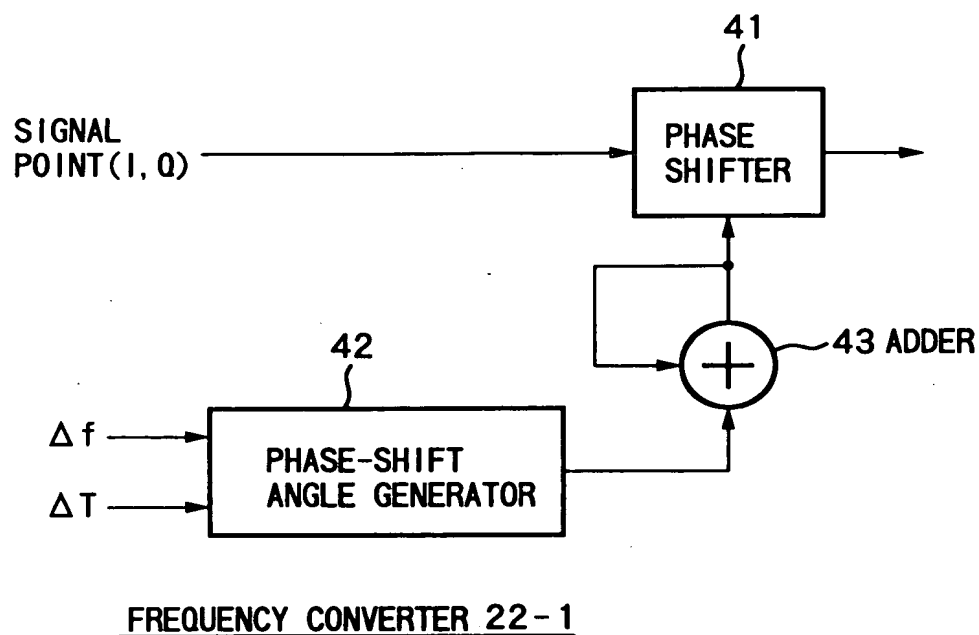 41
SIGNAL
POINT(I,Q)
PHASE
SHIFTER
43 ADDER
42
Δf
ΔT
PHASE-SHIFT
ANGLE GENERATOR
FREQUENCY CONVERTER 22-1